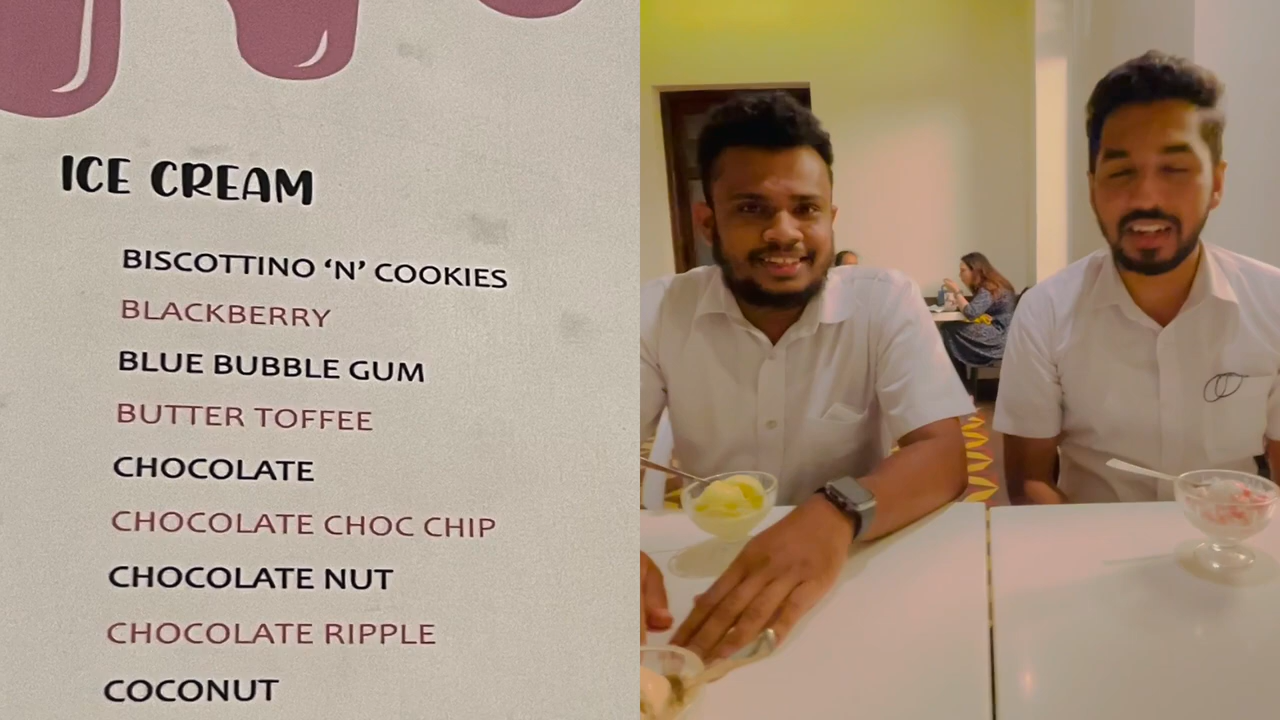 ICE CREAM
BISCOTTINO ‘N’ COOKIES
BLACKBERRY
BLUE BUBBLE GUM
BUTTER TOFFEE
CHOCOLATE
CHOCOLATE CHOC CHIP
CHOCOLATE NUT
CHOCOLATE RIPPLE
COCONUT